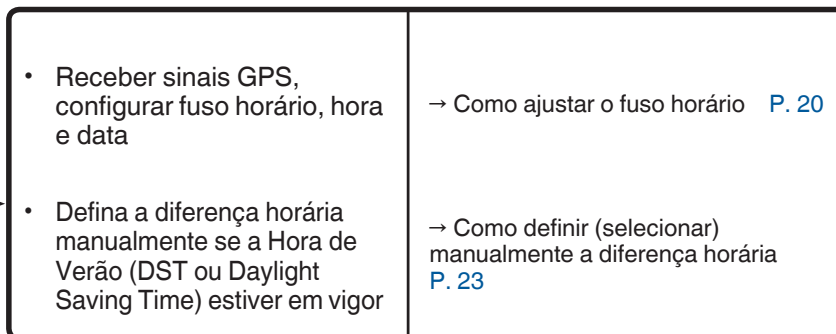 • Receber sinais GPS,
configurar fuso horário, hora
e data
→ Como ajustar o fuso horário P. 20
• Defina a diferença horária
manualmente se a Hora de
Verão (DST ou Daylight
Saving Time) estiver em vigor
→ Como definir (selecionar)
manualmente a diferença horária
P. 23